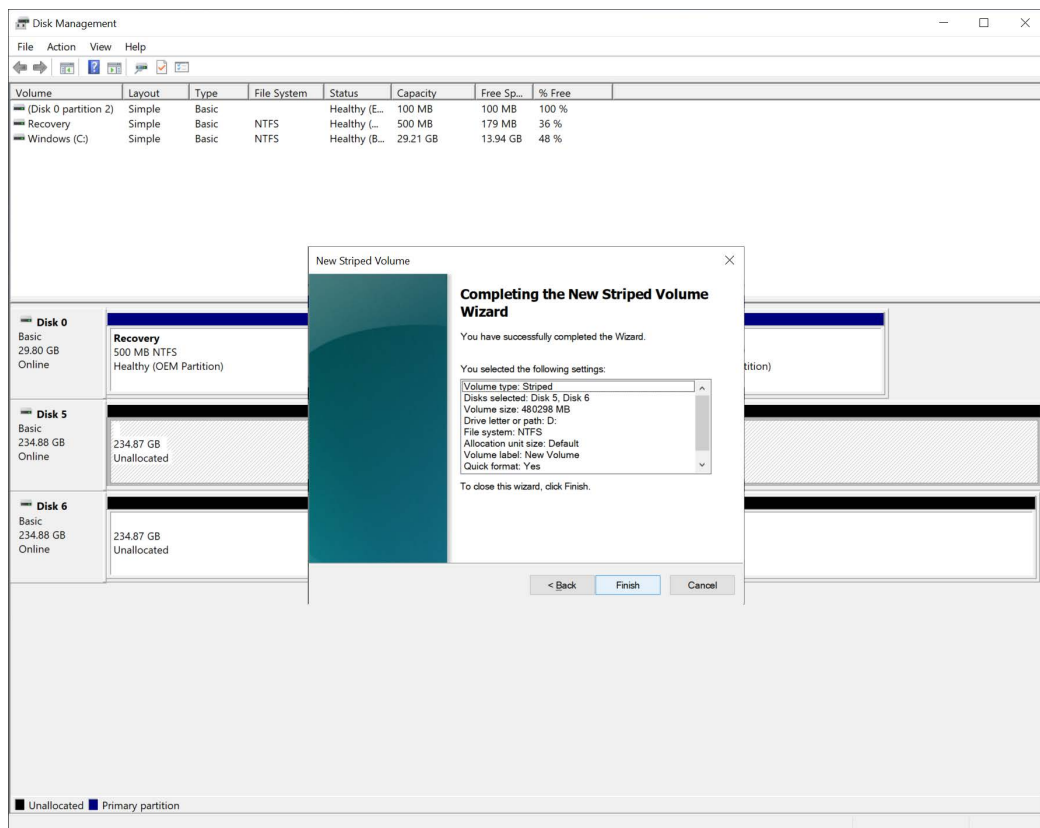 Disk Management
File Action View Help
Volume Layout Type File System Status Capacity Free Sp... % Free
(Disk 0 partition 2) Simple Basic Healthy (E... 100 MB 100 MB 100 %
Recovery Simple Basic NTFS Healthy (... 500 MB 179 MB 36 %
Windows (C:) Simple Basic NTFS Healthy (B... 29.21 GB 13.94 GB 48 %
New Striped Volume
Completing the New Striped Volume
Wizard
You have successfully completed the Wizard.
You selected the following settings:
Volume type: Striped
Disks selected: Disk 5, Disk 6
Volume size: 480298 MB
Drive letter or path: D:
File system: NTFS
Allocation unit size: Default
Volume label: New Volume
Quick format: Yes
To close this wizard, click Finish.
< Back Finish Cancel
Disk 0
Basic
29.80 GB
Online
Recovery
500 MB NTFS
Healthy (OEM Partition)
tition)
Disk 5
Basic
234.88 GB
Online
234.87 GB
Unallocated
Disk 6
Basic
234.88 GB
Online
234.87 GB
Unallocated
Unallocated Primary partition